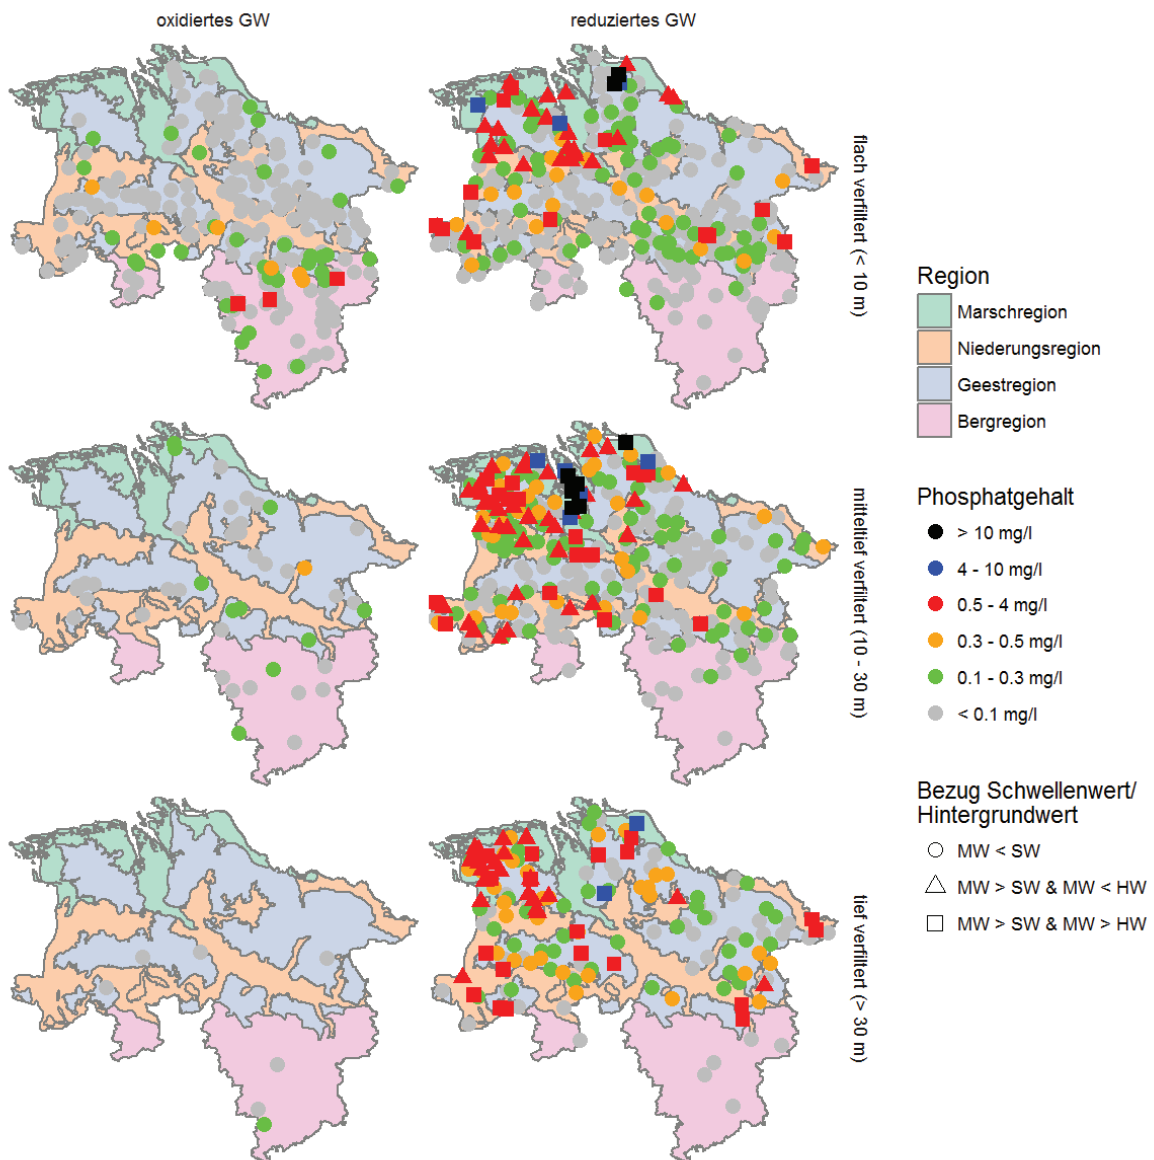 oxidiertes GW
reduziertes GW
flach verfiltert (< 10 m)
mitteltief verfiltert (10 - 30 m)
tief verfiltert (> 30 m)
Region
Marschregion
Niederungsregion
Geestregion
Bergregion
Phosphatgehalt
> 10 mg/l
4 - 10 mg/l
0.5 - 4 mg/l
0.3 - 0.5 mg/l
0.1 - 0.3 mg/l
< 0.1 mg/l
Bezug Schwellenwert/
Hintergrundwert
MW < SW
MW > SW & MW < HW
MW > SW & MW > HW